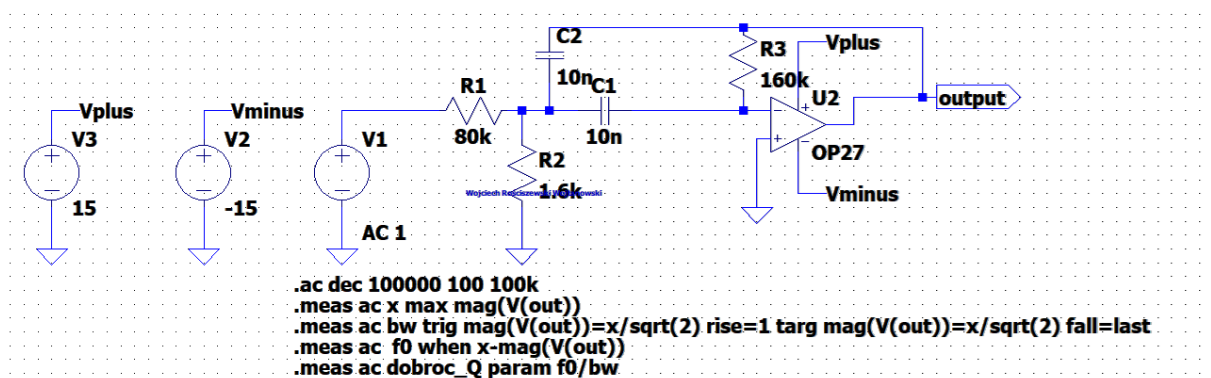 C2
10n
R3
160k
Vplus
R1
80k
C1
10n
U2
output
Vplus
V3
15
Vminus
V2
-15
V1
AC 1
R2
1.6k
OP27
Vminus
.ac dec 100000 100 100k
.meas ac x max mag(V(out))
.meas ac bw trig mag(V(out))=x/sqrt(2) rise=1 targ mag(V(out))=x/sqrt(2) fall=last
.meas ac f0 when x-mag(V(out))
.meas ac dobroc_Q param f0/bw